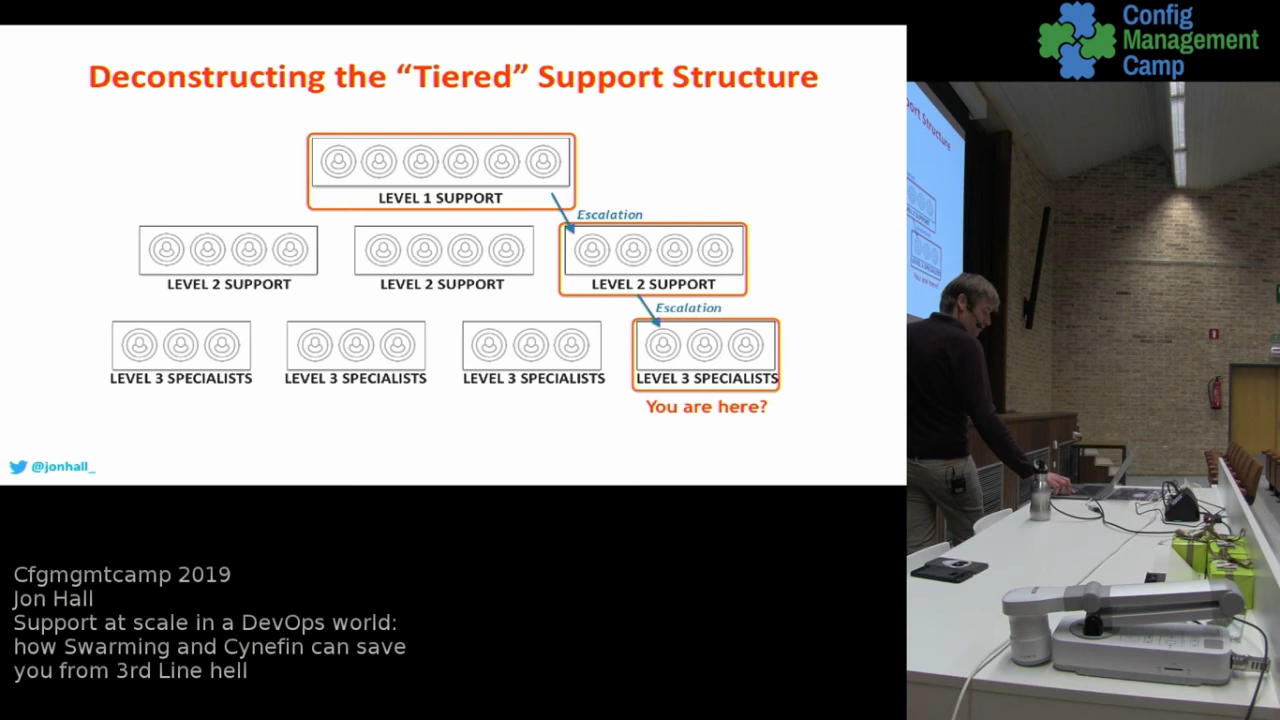 Deconstructing the “Tiered” Support Structure
LEVEL 1 SUPPORT
Escalation
LEVEL 2 SUPPORT
LEVEL 2 SUPPORT
LEVEL 2 SUPPORT
Escalation
LEVEL 3 SPECIALISTS
LEVEL 3 SPECIALISTS
LEVEL 3 SPECIALISTS
LEVEL 3 SPECIALISTS
You are here?
@jonhall_
Config
Management
Camp
Cfgmgmtcamp 2019
Jon Hall
Support at scale in a DevOps world:
how Swarming and Cynefin can save
you from 3rd Line hell